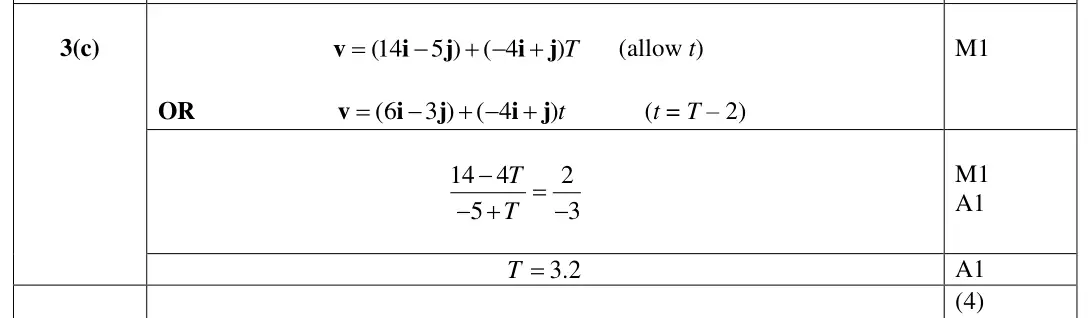 3(c) v = (14i − 5j) + (−4i + j)T (allow t) M1
OR v = (6i − 3j) + (−4i + j)t (t = T – 2)
(14 − 4T)/(−5 + T) = 2/−3 M1
A1
T = 3.2 A1
(4)